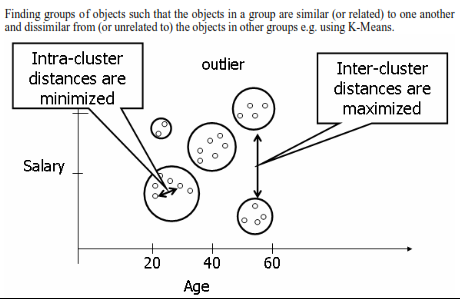 Finding groups of objects such that the objects in a group are similar (or related) to one another
and dissimilar from (or unrelated to) the objects in other groups e.g. using K-Means.
Intra-cluster
distances are
minimized
outlier
Inter-cluster
distances are
maximized
Salary
20 40 60
Age